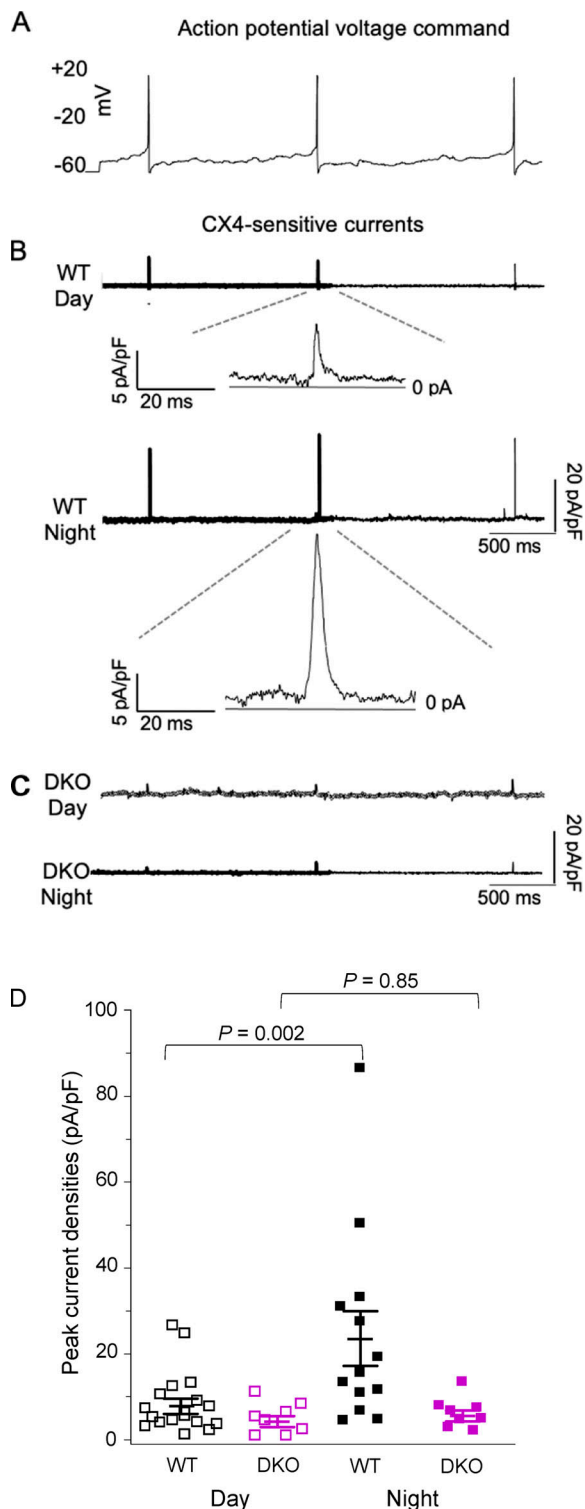 A
Action potential voltage command
+20
-20
-60
mV
CX4-sensitive currents
B
WT
Day
5 pA/pF
20 ms
0 pA
WT
Night
20 pA/pF
500 ms
5 pA/pF
20 ms
0 pA
C
DKO
Day
DKO
Night
20 pA/pF
500 ms
D
P = 0.85
P = 0.002
Peak current densities (pA/pF)
100
80
60
40
20
0
WT
DKO
WT
DKO
Day
Night